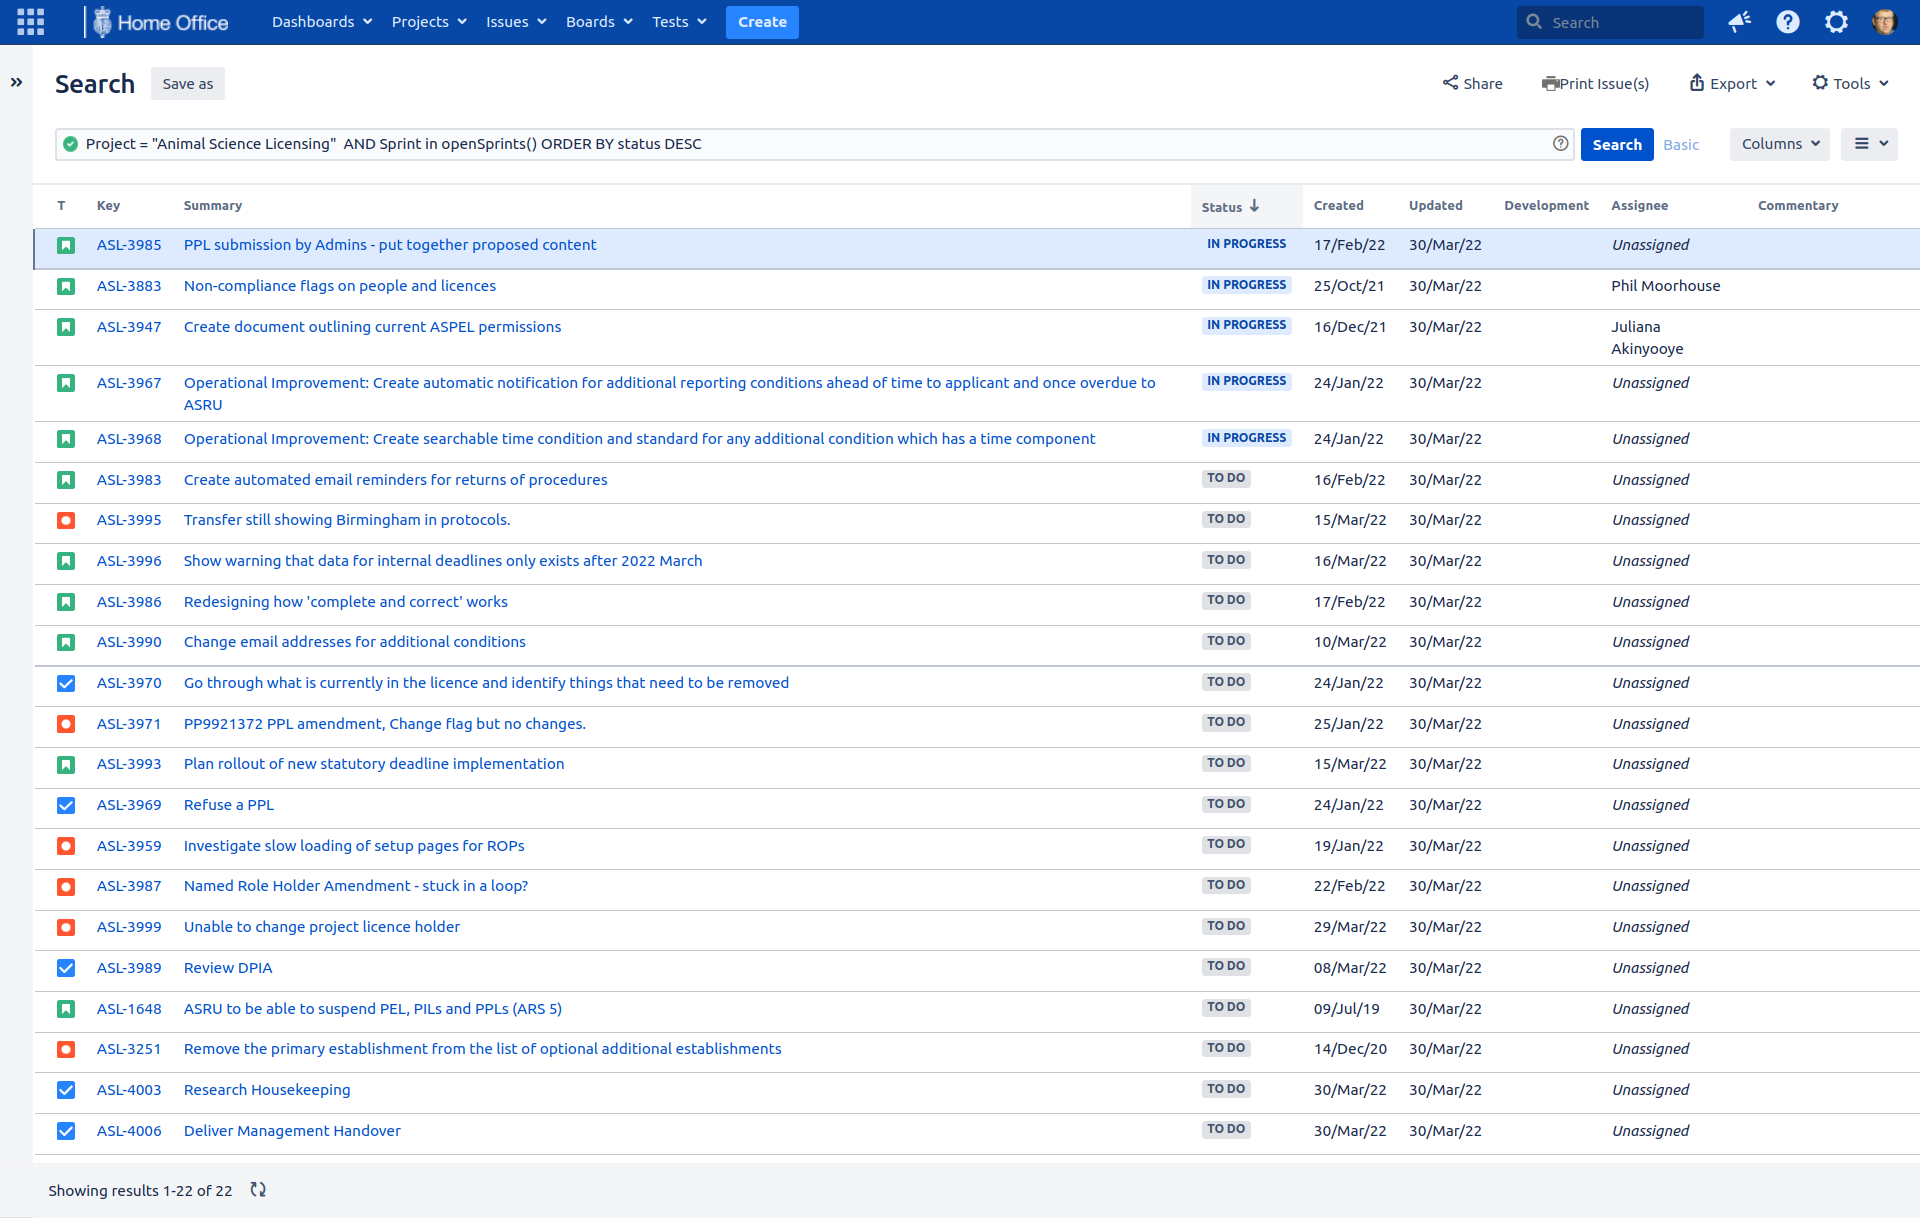 Home Office Dashboards Projects Issues Boards Tests Create Search
Search Save as Share Print Issue(s) Export Tools
Project = "Animal Science Licensing" AND Sprint in openSprints() ORDER BY status DESC Search Basic Columns
T Key Summary Status Created Updated Development Assignee Commentary
ASL-3985 PPL submission by Admins - put together proposed content IN PROGRESS 17/Feb/22 30/Mar/22 Unassigned
ASL-3883 Non-compliance flags on people and licences IN PROGRESS 25/Oct/21 30/Mar/22 Phil Moorhouse
ASL-3947 Create document outlining current ASPEL permissions IN PROGRESS 16/Dec/21 30/Mar/22 Juliana
Akinyooye
ASL-3967 Operational Improvement: Create automatic notification for additional reporting conditions ahead of time to applicant and once overdue to IN PROGRESS 24/Jan/22 30/Mar/22 Unassigned
ASRU
ASL-3968 Operational Improvement: Create searchable time condition and standard for any additional condition which has a time component IN PROGRESS 24/Jan/22 30/Mar/22 Unassigned
ASL-3983 Create automated email reminders for returns of procedures TO DO 16/Feb/22 30/Mar/22 Unassigned
ASL-3995 Transfer still showing Birmingham in protocols. TO DO 15/Mar/22 30/Mar/22 Unassigned
ASL-3996 Show warning that data for internal deadlines only exists after 2022 March TO DO 16/Mar/22 30/Mar/22 Unassigned
ASL-3986 Redesigning how 'complete and correct' works TO DO 17/Feb/22 30/Mar/22 Unassigned
ASL-3990 Change email addresses for additional conditions TO DO 10/Mar/22 30/Mar/22 Unassigned
ASL-3970 Go through what is currently in the licence and identify things that need to be removed TO DO 24/Jan/22 30/Mar/22 Unassigned
ASL-3971 PP9921372 PPL amendment, Change flag but no changes. TO DO 25/Jan/22 30/Mar/22 Unassigned
ASL-3993 Plan rollout of new statutory deadline implementation TO DO 15/Mar/22 30/Mar/22 Unassigned
ASL-3969 Refuse a PPL TO DO 24/Jan/22 30/Mar/22 Unassigned
ASL-3959 Investigate slow loading of setup pages for ROPs TO DO 19/Jan/22 30/Mar/22 Unassigned
ASL-3987 Named Role Holder Amendment - stuck in a loop? TO DO 22/Feb/22 30/Mar/22 Unassigned
ASL-3999 Unable to change project licence holder TO DO 29/Mar/22 30/Mar/22 Unassigned
ASL-3989 Review DPIA TO DO 08/Mar/22 30/Mar/22 Unassigned
ASL-1648 ASRU to be able to suspend PEL, PILs and PPLs (ARS 5) TO DO 09/Jul/19 30/Mar/22 Unassigned
ASL-3251 Remove the primary establishment from the list of optional additional establishments TO DO 14/Dec/20 30/Mar/22 Unassigned
ASL-4003 Research Housekeeping TO DO 30/Mar/22 30/Mar/22 Unassigned
ASL-4006 Deliver Management Handover TO DO 30/Mar/22 30/Mar/22 Unassigned
Showing results 1-22 of 22